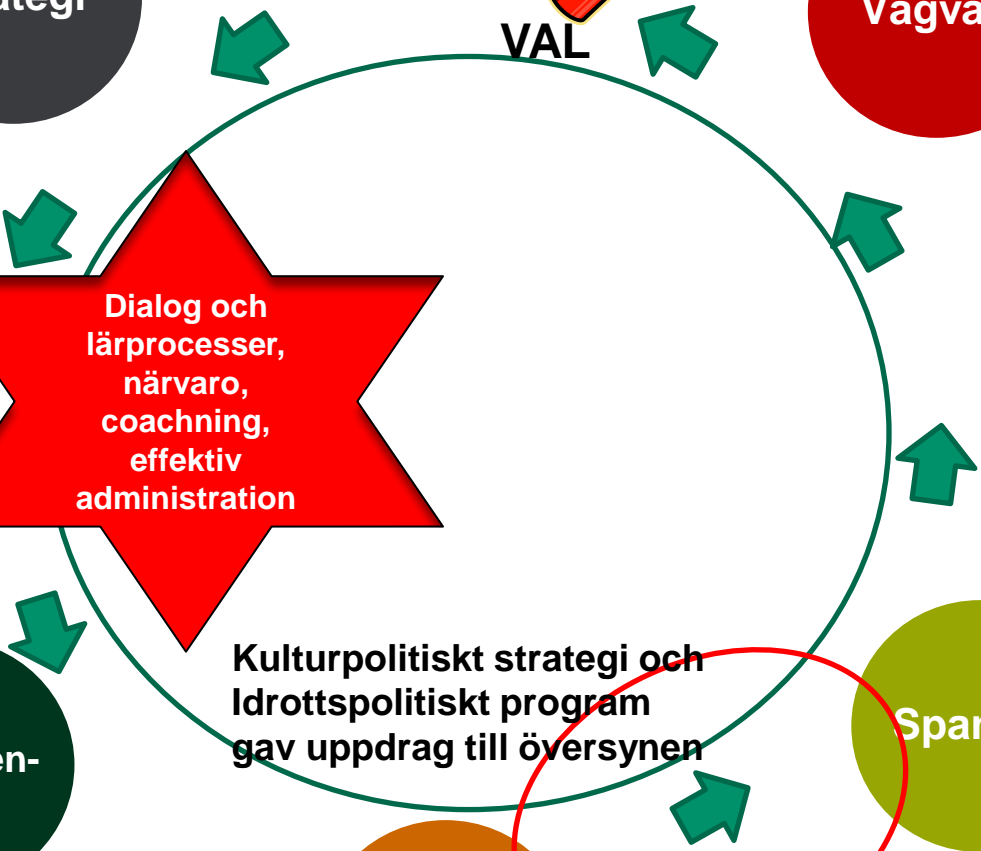 VAL
Dialog och
lärprocesser,
närvaro,
coachning,
effektiv
administration
Kulturpolitiskt strategi och
Idrottspolitiskt program
gav uppdrag till översynen